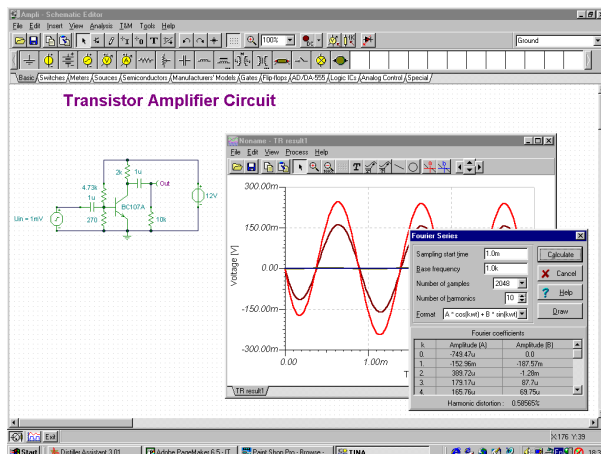 Ampli - Schematic Editor
File Edit Insert View Analysis T&M Tools Help
100%
Ground
Basic Switches Meters Sources Semiconductors Manufacturers' Models Gates Flip-flops AD/DA-555 Logic ICs Analog Control Special
Transistor Amplifier Circuit
2k
1u
Out
4.73k
1u
BC107A
12V
Uin = 1mV
270
10k
Noname - TR result1
File Edit View Process Help
300.00m
150.00m
0.00
-150.00m
-300.00m
Voltage [V]
0.00
1.00m
T
TR result1
Fourier Series
Sampling start time 1.0m
Calculate
Base frequency 1.0k
Cancel
Number of samples 2048
Help
Number of harmonics 10
Format A * cos(kwt) + B * sin(kwt)
Draw
Fourier coefficients
k Amplitude (A) Amplitude (B)
0. -749.47u 0.0
1. -152.96m -187.57m
2. 389.72u -1.28m
3. 179.17u 87.7u
4. 165.76u 69.75u
Harmonic distortion : 0.58565%
Exit
X:176 Y:39
Start Distiller Assistant 3.01 Adobe PageMaker 6.5 - [T Paint Shop Pro - Browse - TINA